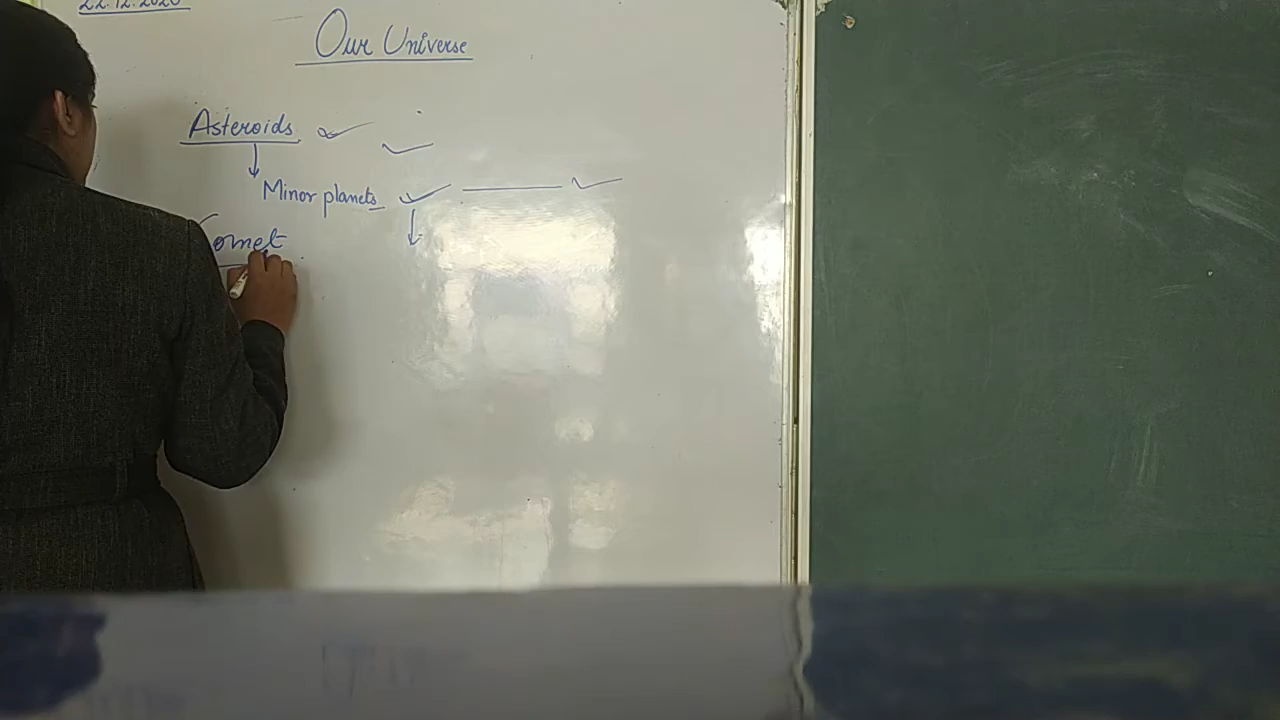 22.12.2020
Our Universe
Asteroids
Minor planets
Comet